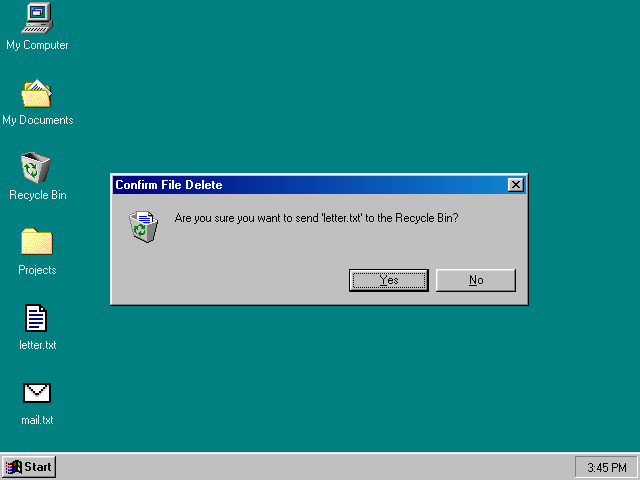 My Computer
My Documents
Recycle Bin
Projects
letter.txt
mail.txt
Confirm File Delete
Are you sure you want to send 'letter.txt' to the Recycle Bin?
Yes
No
Start
3:45 PM